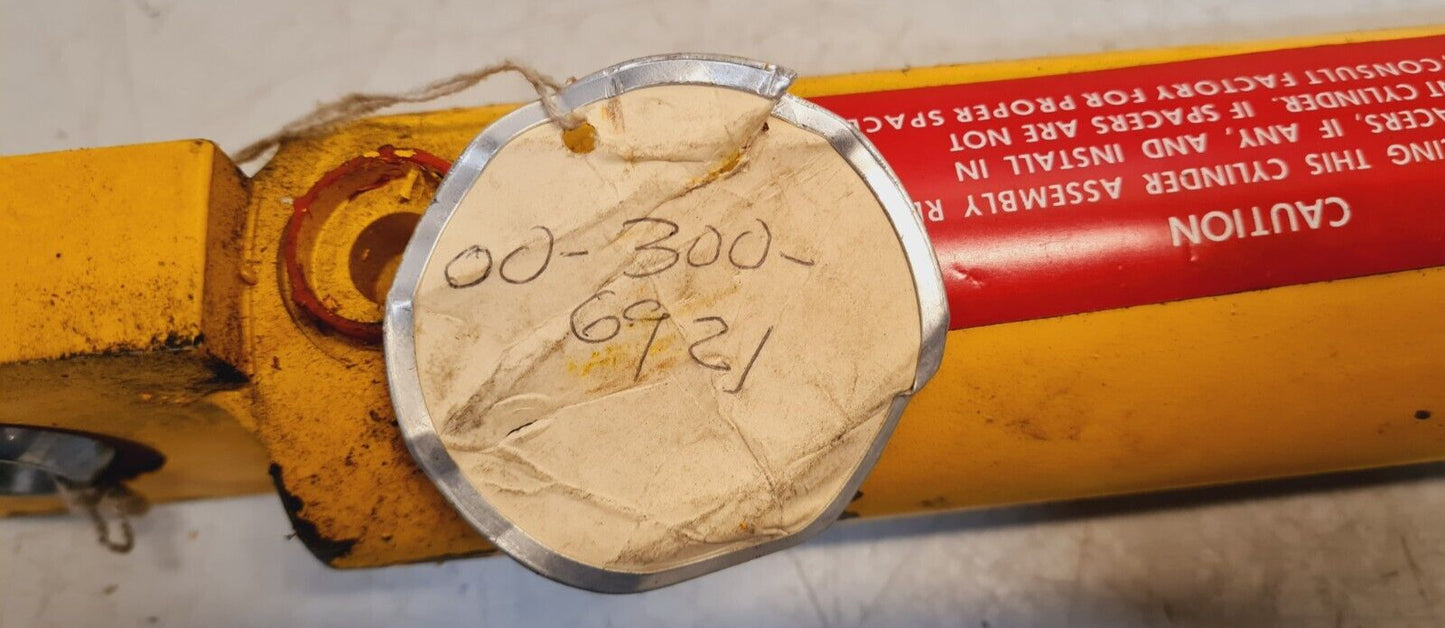 00-300-
6921
CAUTION
ING THIS CYLINDER ASSEMBLY R
ACERS, IF ANY, AND INSTALL IN
T CYLINDER. IF SPACERS ARE NOT
CONSULT FACTORY FOR PROPER SPACE